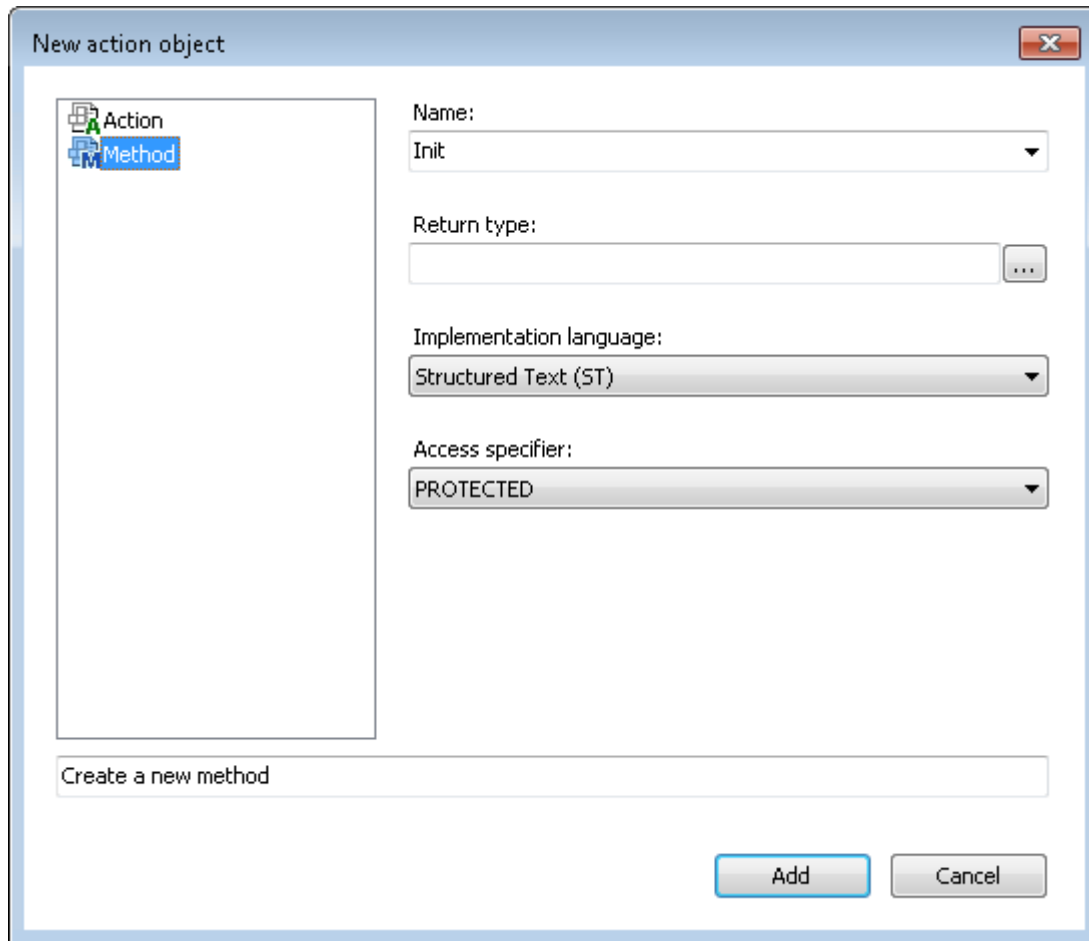 New action object
Action
Method
Name:
Init
Return type:
...
Implementation language:
Structured Text (ST)
Access specifier:
PROTECTED
Create a new method
Add
Cancel